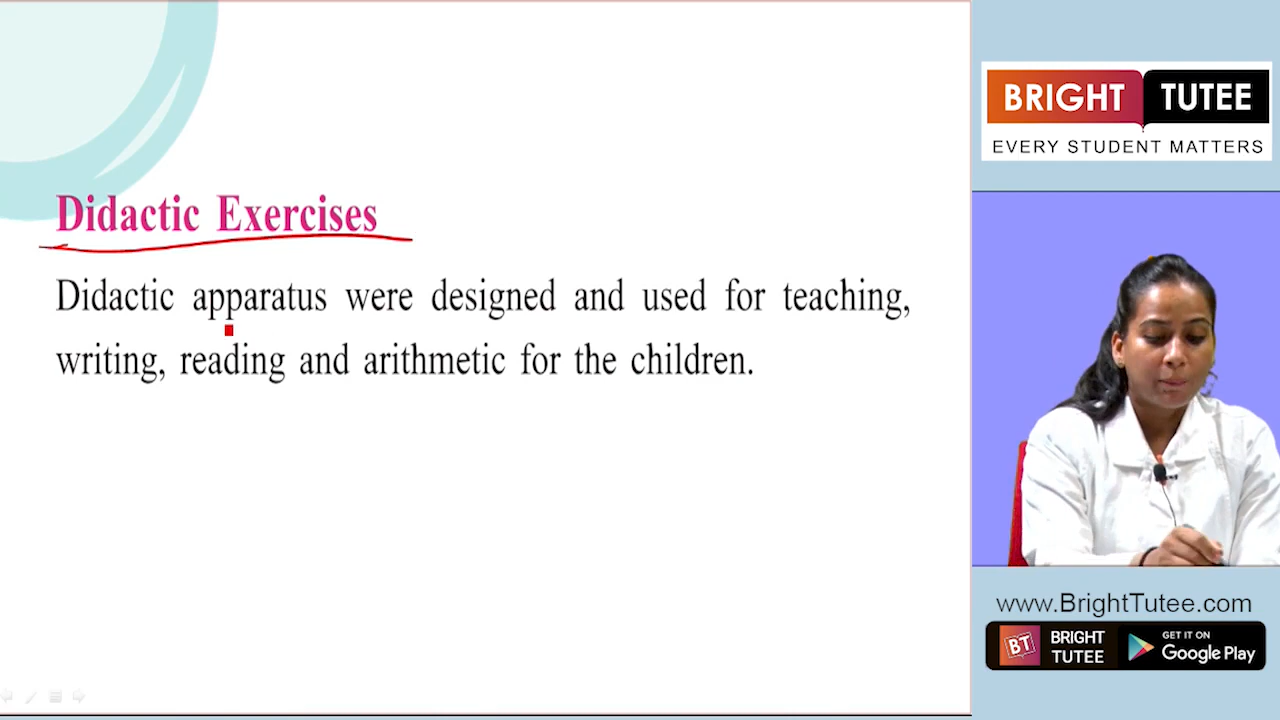 Didactic Exercises
Didactic apparatus were designed and used for teaching,
writing, reading and arithmetic for the children.
BRIGHT TUTEE
EVERY STUDENT MATTERS
www.BrightTutee.com
BT
BRIGHT
TUTEE
GET IT ON
Google Play